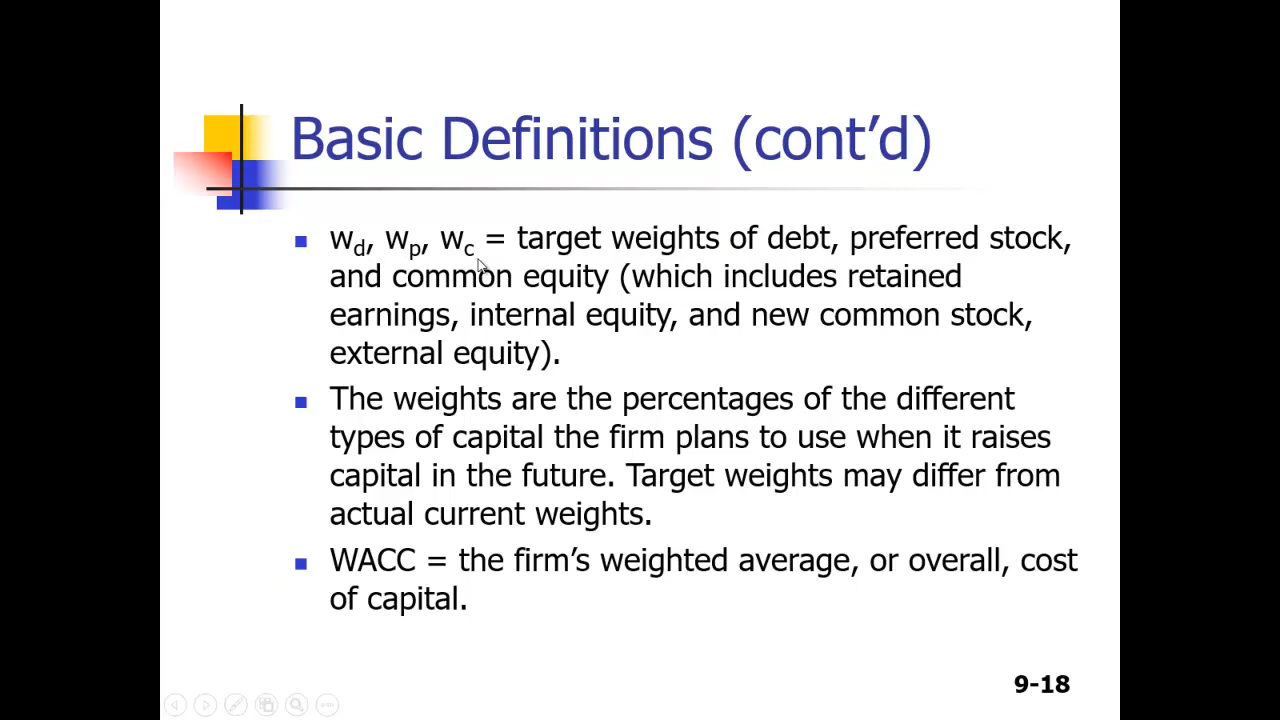 Basic Definitions (cont’d)
wd, wp, wc = target weights of debt, preferred stock,
and common equity (which includes retained
earnings, internal equity, and new common stock,
external equity).
The weights are the percentages of the different
types of capital the firm plans to use when it raises
capital in the future. Target weights may differ from
actual current weights.
WACC = the firm’s weighted average, or overall, cost
of capital.
9-18